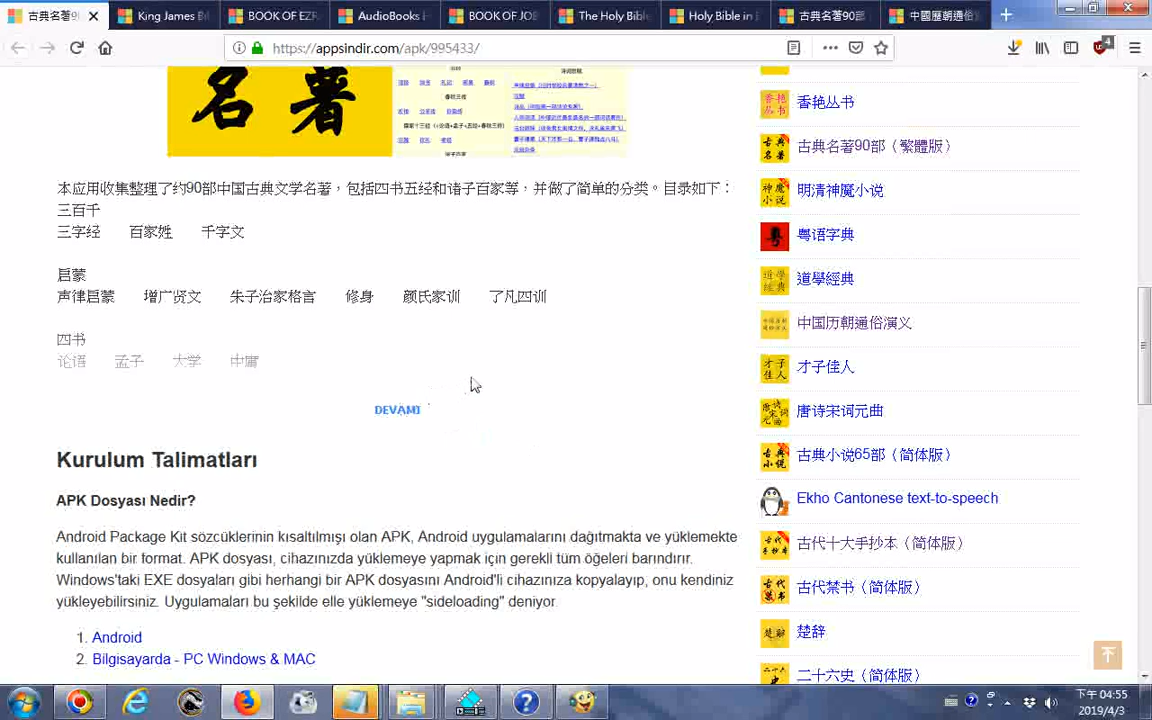 古典名著90
King James Bi
BOOK OF EZR
AudioBooks
BOOK OF JO
The Holy Bible
Holy Bible in
古典名著90部
中國歷朝通俗
https://appsindir.com/apk/995433/
4
名著
本应用收集整理了约90部中国古典文学名著，包括四书五经和诸子百家等，并做了简单的分类。目录如下：
三百千
三字经 百家姓 千字文
启蒙
声律启蒙 增广贤文 朱子治家格言 修身 颜氏家训 了凡四训
四书
论语 孟子 大学 中庸
DEVAMI
Kurulum Talimatları
APK Dosyası Nedir?
Android Package Kit sözcüklerinin kısaltılmışı olan APK, Android uygulamalarını dağıtmakta ve yüklemekte
kullanılan bir format. APK dosyası, cihazınızda yüklemeye yapmak için gerekli tüm öğeleri barındırır.
Windows'taki EXE dosyaları gibi herhangi bir APK dosyasını Android'li cihazınıza kopyalayıp, onu kendiniz
yükleyebilirsiniz. Uygulamaları bu şekilde elle yüklemeye "sideloading" deniyor.
1. Android
2. Bilgisayarda - PC Windows & MAC
香艳丛书
古典名著90部（繁體版）
明清神魔小说
粤语字典
道學經典
中国历朝通俗演义
才子佳人
唐诗宋词元曲
古典小说65部（简体版）
Ekho Cantonese text-to-speech
古代十大手抄本（简体版）
古代禁书（简体版）
楚辞
二十六史（简体版）
下午 04:55
2019/4/3